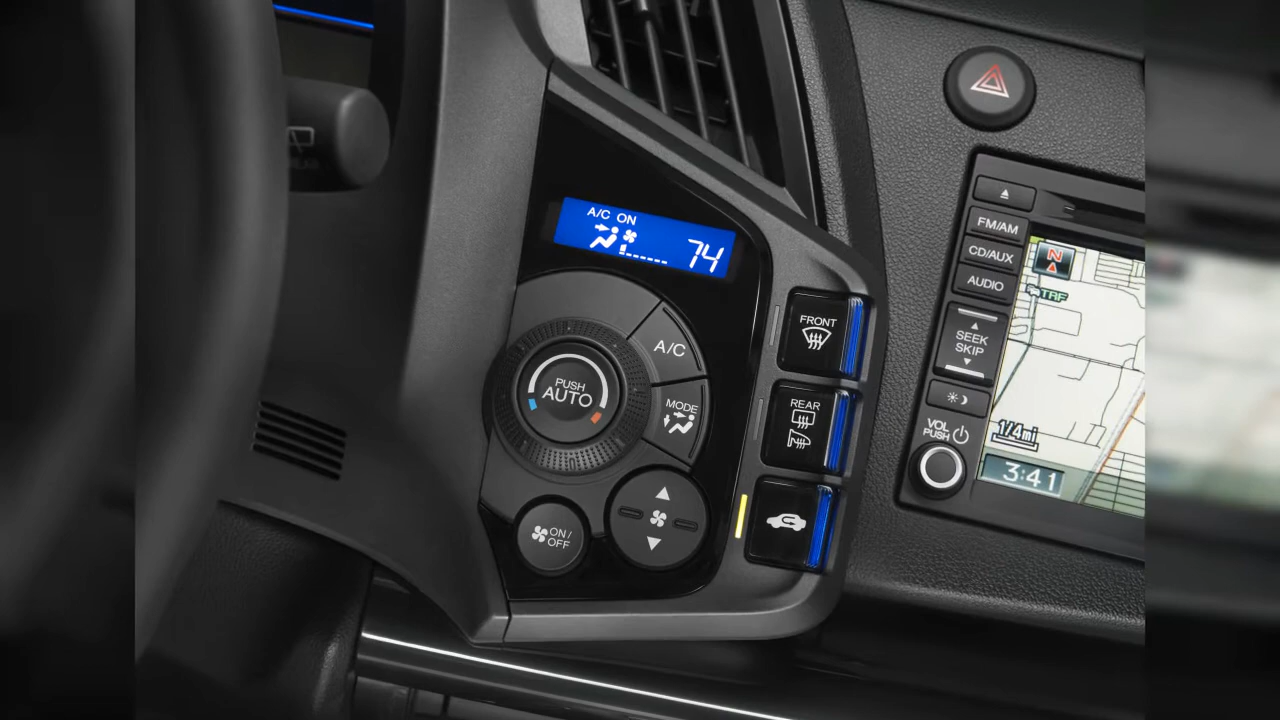 A/C ON
74
A/C
PUSH
AUTO
MODE
ON/
OFF
FRONT
REAR
FM/AM
CD/AUX
AUDIO
SEEK
SKIP
VOL
PUSH
N
TRF
1/4mi
3:41